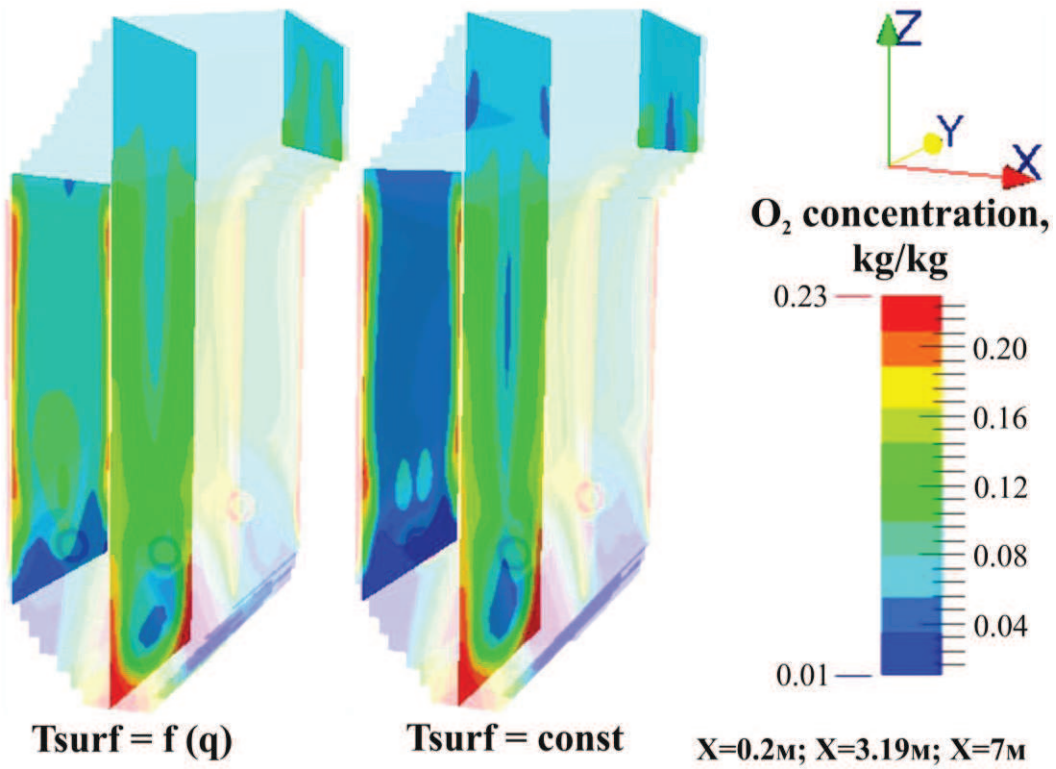 Z
Y
X
O₂ concentration,
kg/kg
0.23
0.20
0.16
0.12
0.08
0.04
0.01
Tsurf = f (q)
Tsurf = const
X=0.2м; X=3.19м; X=7м